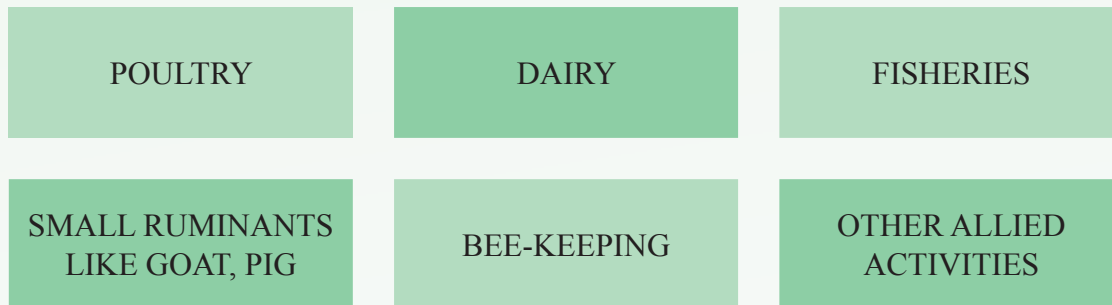 POULTRY
DAIRY
FISHERIES
SMALL RUMINANTS
LIKE GOAT, PIG
BEE-KEEPING
OTHER ALLIED
ACTIVITIES